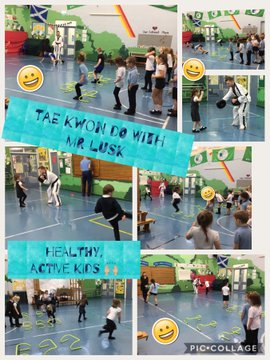 TAE KWON DO WITH
MR LUSK
HEALTHY,
ACTIVE KIDS 🙌🏼
PIC•COLLAGE